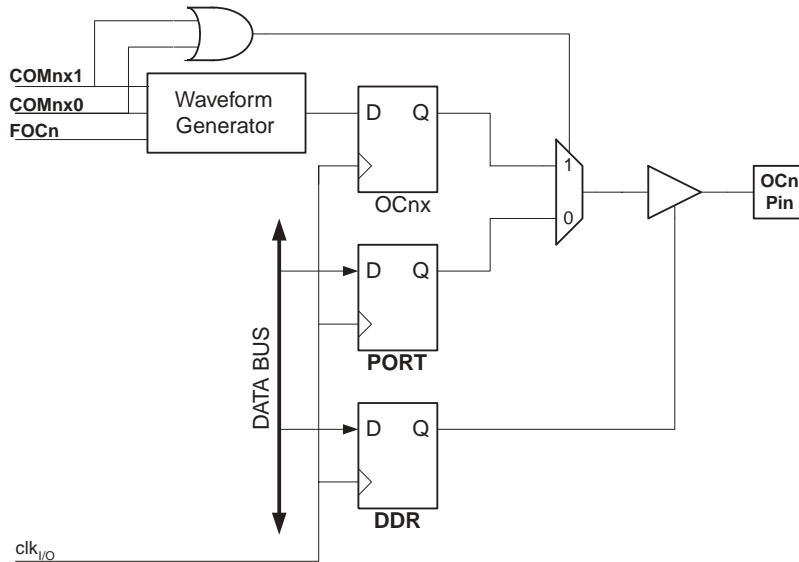 COMnx1
COMnx0
FOCn
Waveform
Generator
D Q
OCnx
1
0
OCn
Pin
D Q
PORT
DATA BUS
D Q
DDR
clkI/O